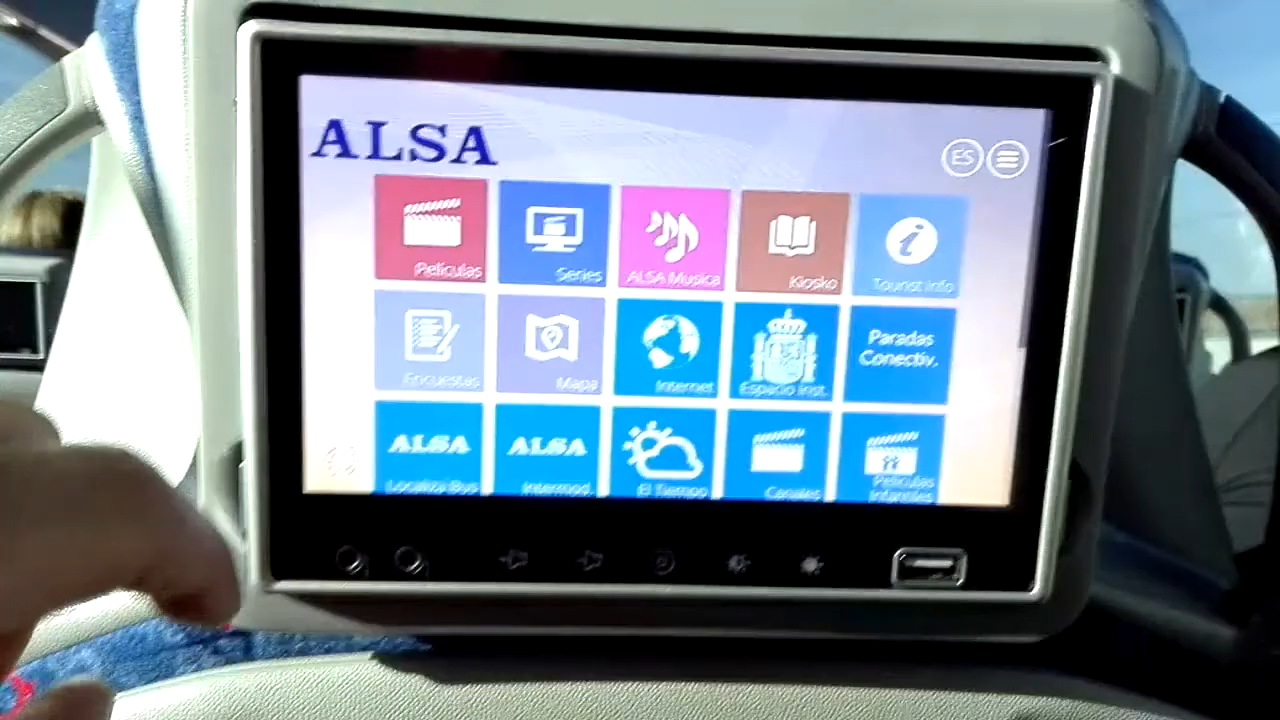 ALSA
ES
Películas
Series
ALSA Musica
Kiosko
Tourist Info
Encuestas
Mapa
Internet
Espacio Inst.
Paradas
Conectiv.
ALSA
Localiza Bus
ALSA
Intermod.
El Tiempo
Canales
Películas
Infantiles